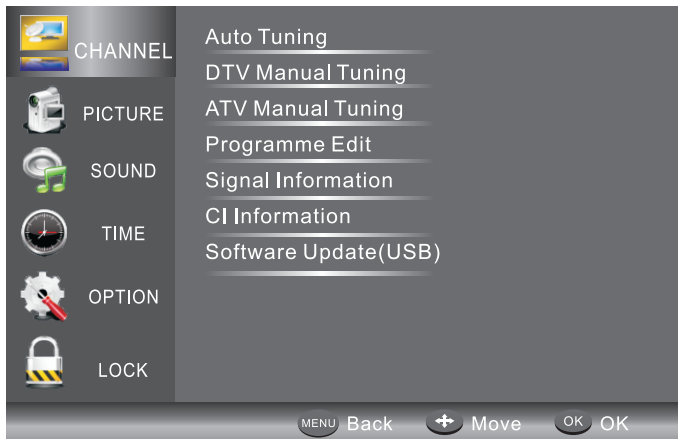 CHANNEL
PICTURE
SOUND
TIME
OPTION
LOCK
Auto Tuning
DTV Manual Tuning
ATV Manual Tuning
Programme Edit
Signal Information
CI Information
Software Update(USB)
MENU Back Move OK OK